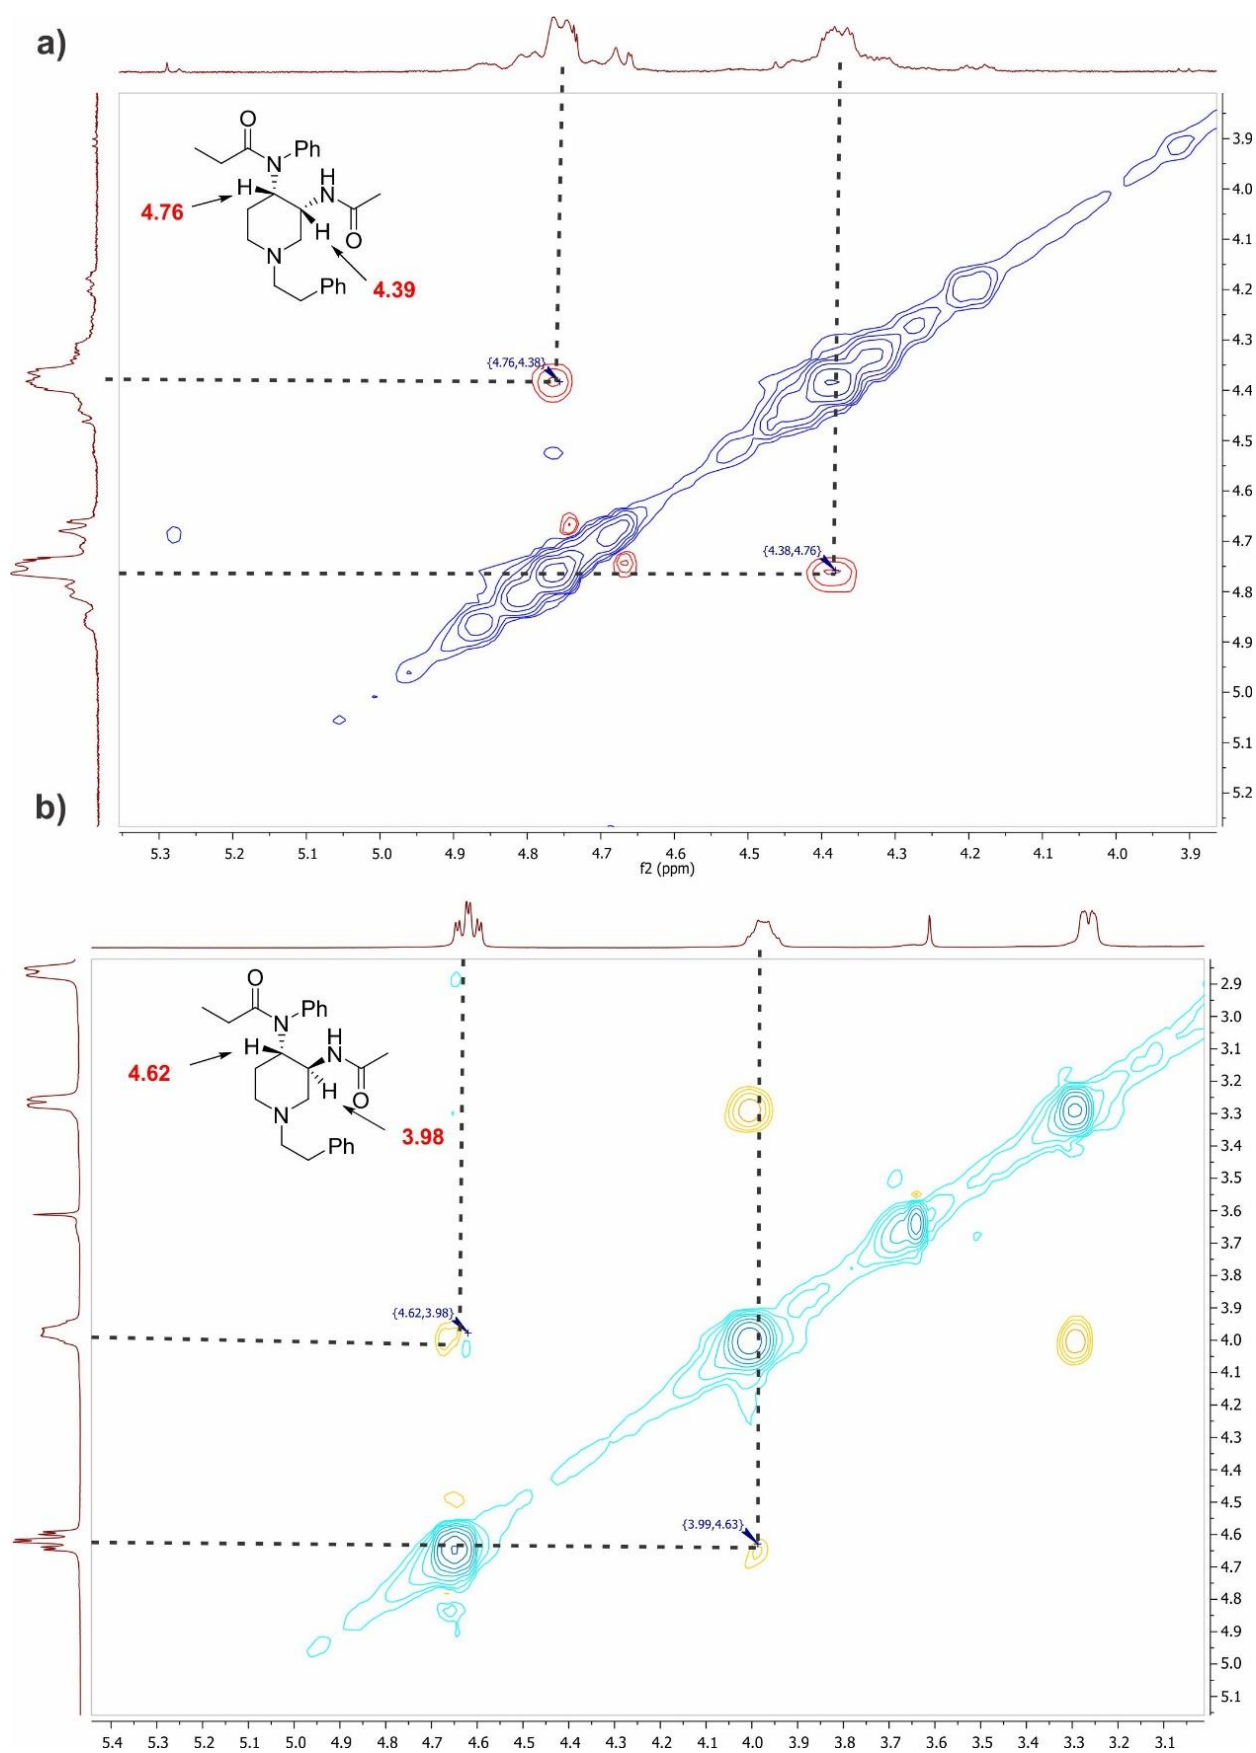 a)
O
N
Ph
H
H
N
4.76
H
O
N
Ph
4.39
{4.76,4.38}
{4.38,4.76}
3.9
4.0
4.1
4.2
4.3
4.4
4.5
4.6
4.7
4.8
4.9
5.0
5.1
5.2
5.3 5.2 5.1 5.0 4.9 4.8 4.7 4.6 4.5 4.4 4.3 4.2 4.1 4.0 3.9
f2 (ppm)
b)
O
N
Ph
H
H
N
4.62
H
O
N
Ph
3.98
{4.62,3.98}
{3.99,4.63}
2.9
3.0
3.1
3.2
3.3
3.4
3.5
3.6
3.7
3.8
3.9
4.0
4.1
4.2
4.3
4.4
4.5
4.6
4.7
4.8
4.9
5.0
5.1
5.4 5.2 5.1 5.0 4.9 4.8 4.7 4.6 4.5 4.4 4.3 4.2 4.1 4.0 3.9 3.8 3.7 3.6 3.5 3.4 3.3 3.2 3.1